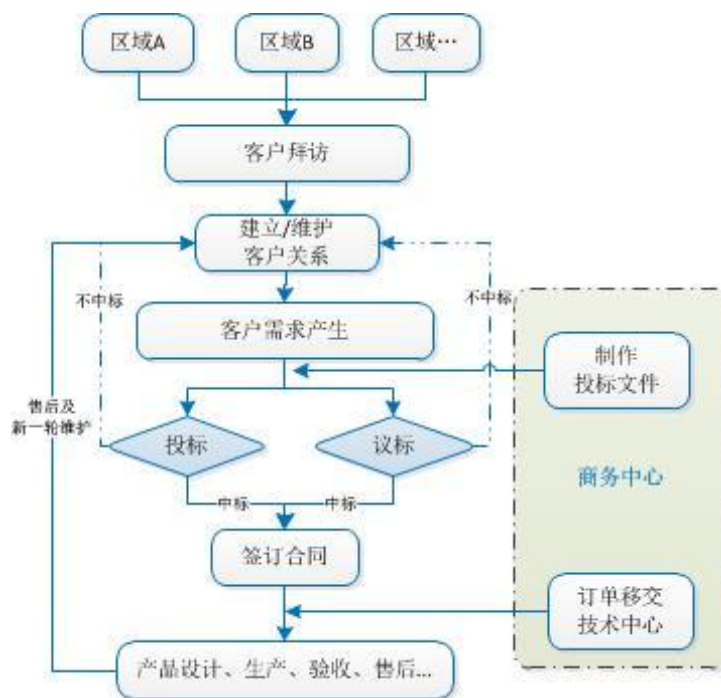 区域A
区域B
区域…
客户拜访
建立/维护
客户关系
不中标
不中标
客户需求产生
制作
投标文件
售后及
新一轮维护
投标
议标
商务中心
中标
中标
签订合同
订单移交
技术中心
产品设计、生产、验收、售后...